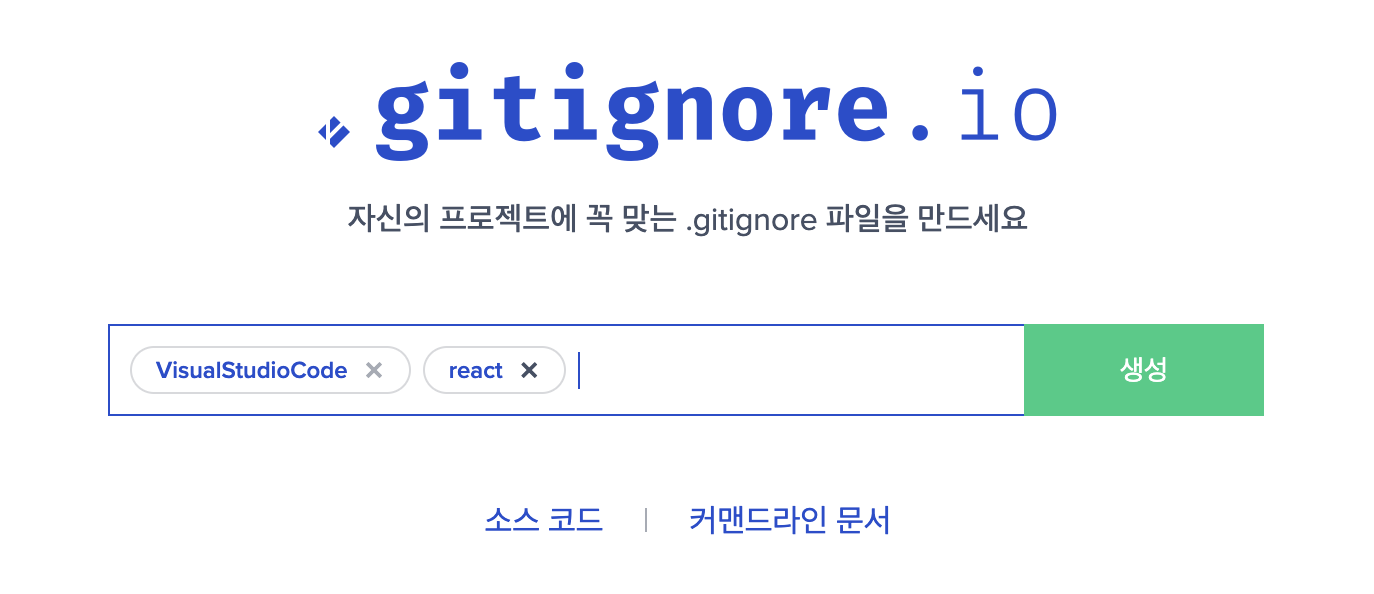 .gitignore.io
자신의 프로젝트에 꼭 맞는 .gitignore 파일을 만드세요
VisualStudioCode × react × 생성
소스 코드 | 커맨드라인 문서